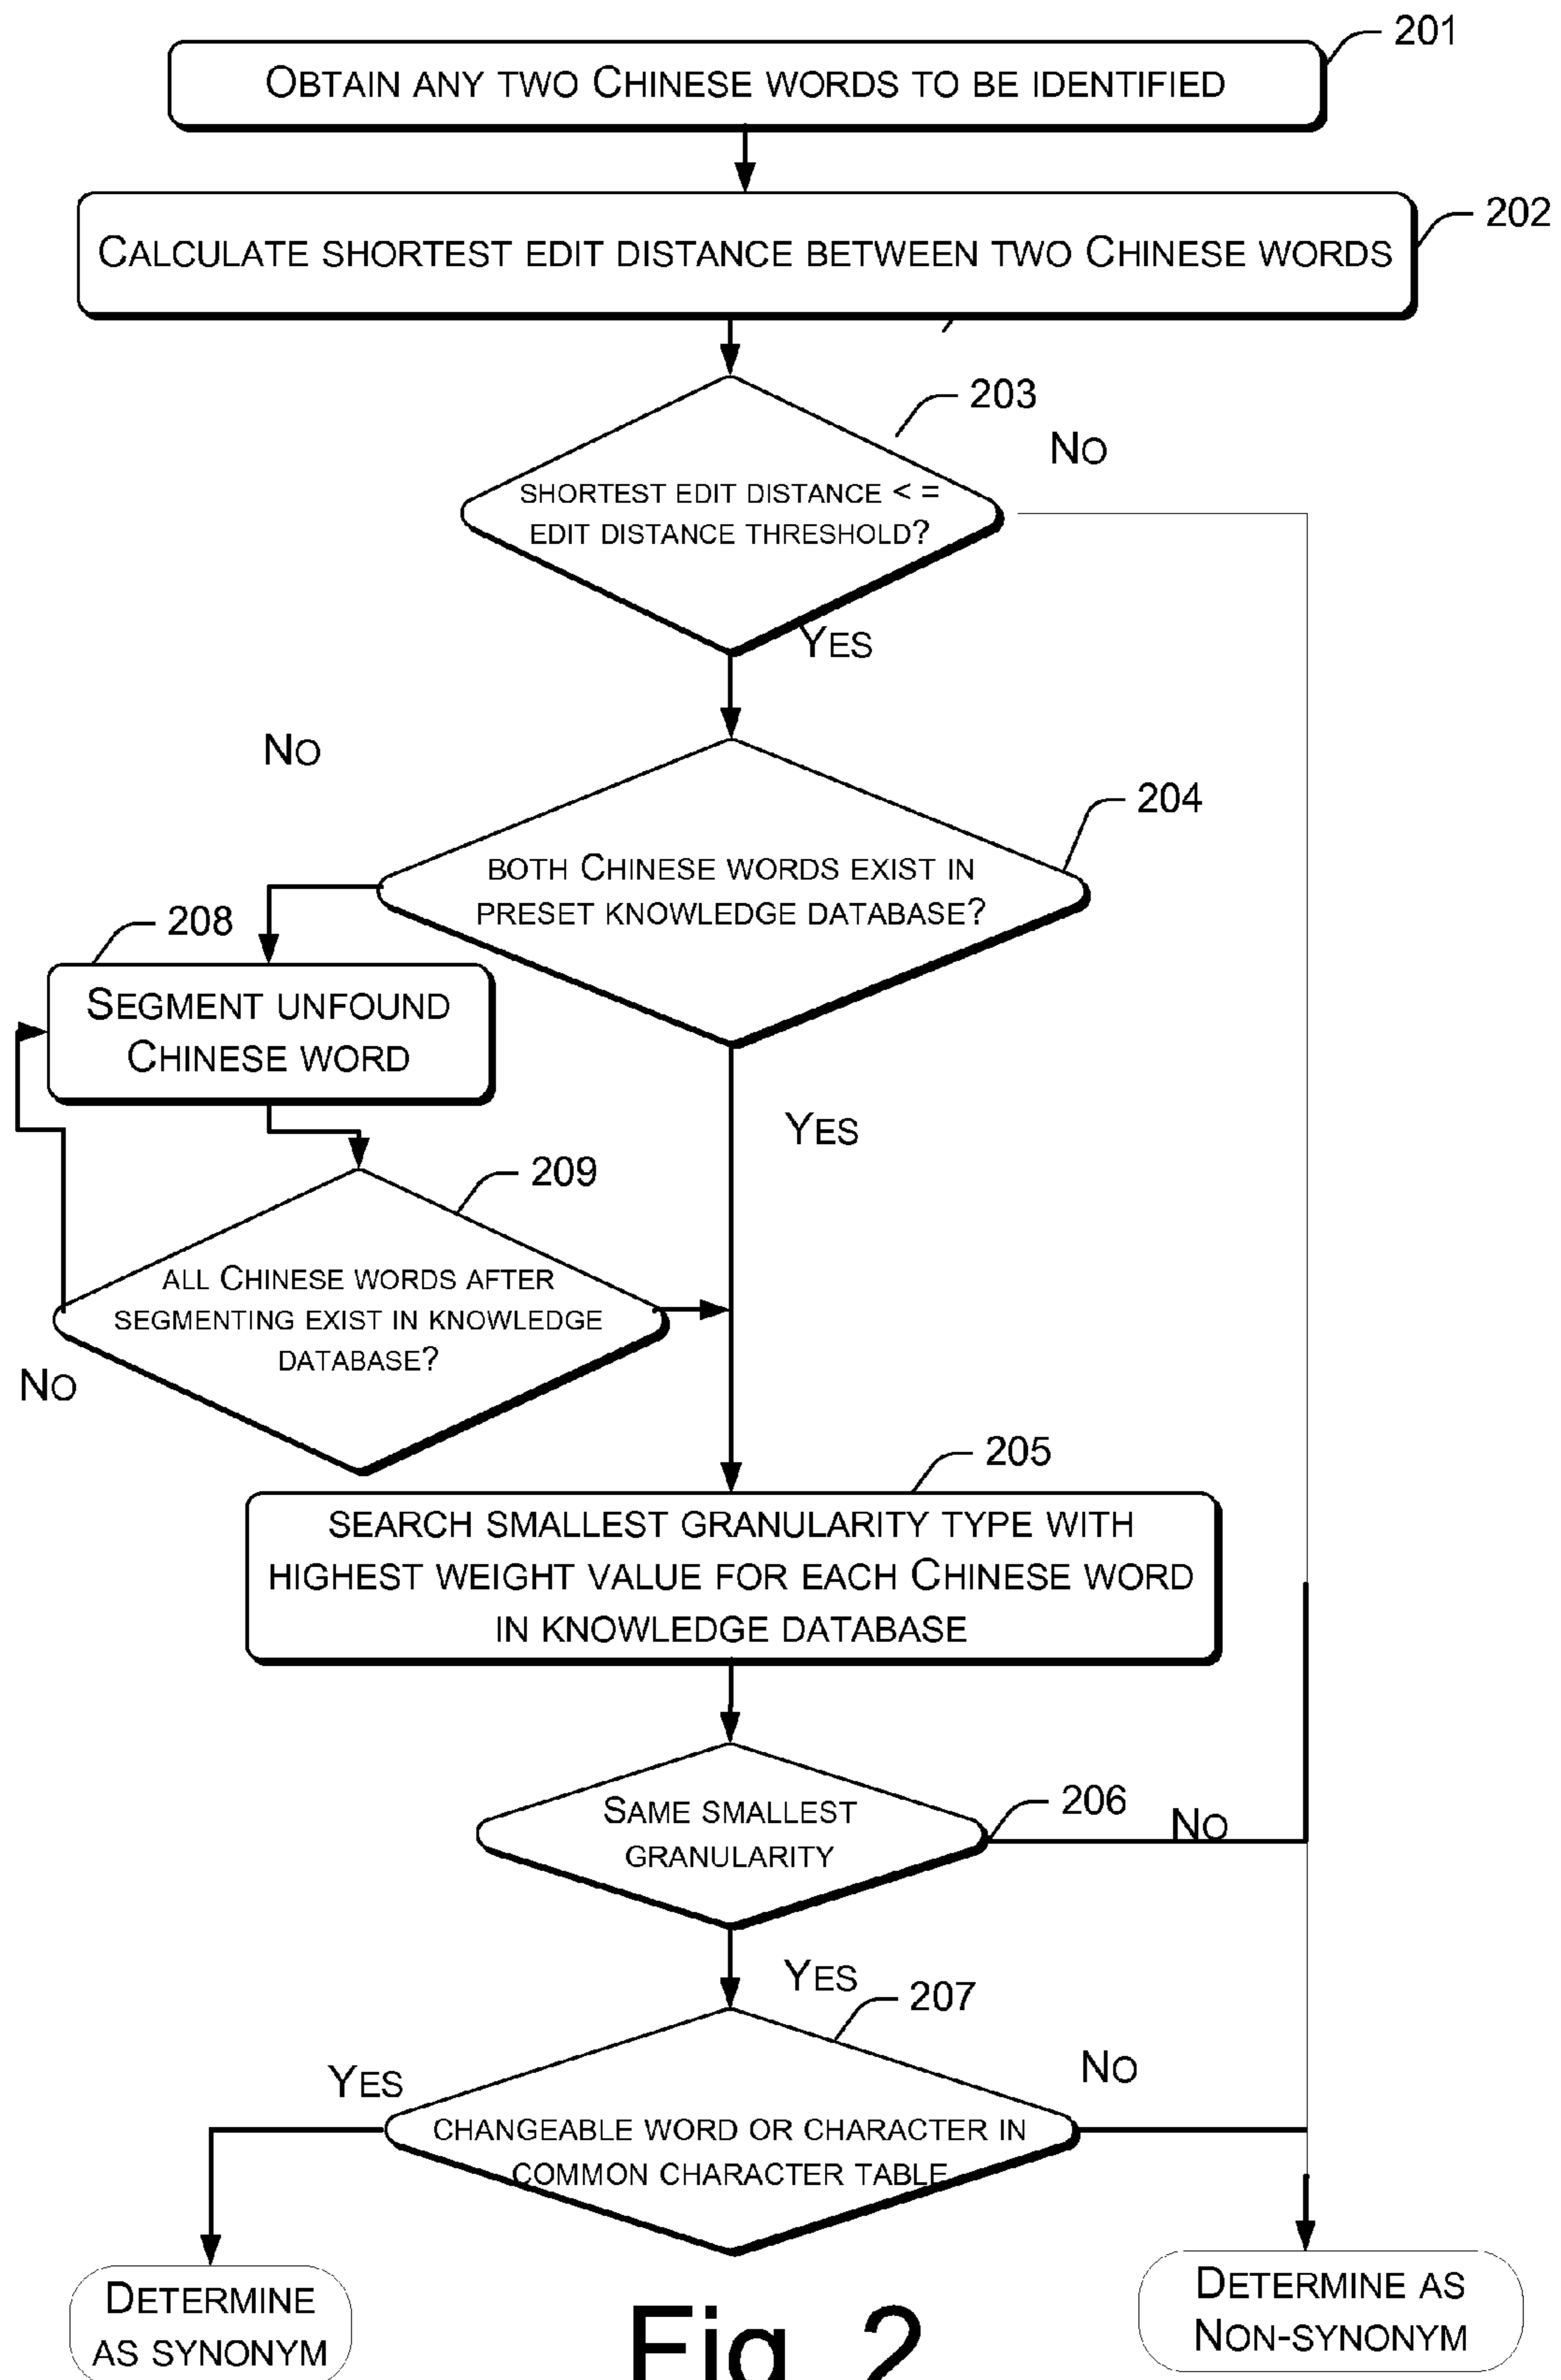 201
OBTAIN ANY TWO CHINESE WORDS TO BE IDENTIFIED
202
CALCULATE SHORTEST EDIT DISTANCE BETWEEN TWO CHINESE WORDS
203
NO
SHORTEST EDIT DISTANCE < =
EDIT DISTANCE THRESHOLD?
YES
NO
204
BOTH CHINESE WORDS EXIST IN
PRESET KNOWLEDGE DATABASE?
208
SEGMENT UNFOUND
CHINESE WORD
YES
209
ALL CHINESE WORDS AFTER
SEGMENTING EXIST IN KNOWLEDGE
DATABASE?
NO
205
SEARCH SMALLEST GRANULARITY TYPE WITH
HIGHEST WEIGHT VALUE FOR EACH CHINESE WORD
IN KNOWLEDGE DATABASE
206
NO
SAME SMALLEST
GRANULARITY
YES
207
YES
NO
CHANGEABLE WORD OR CHARACTER IN
COMMON CHARACTER TABLE
DETERMINE
AS SYNONYM
DETERMINE AS
NON-SYNONYM
Fig. 2